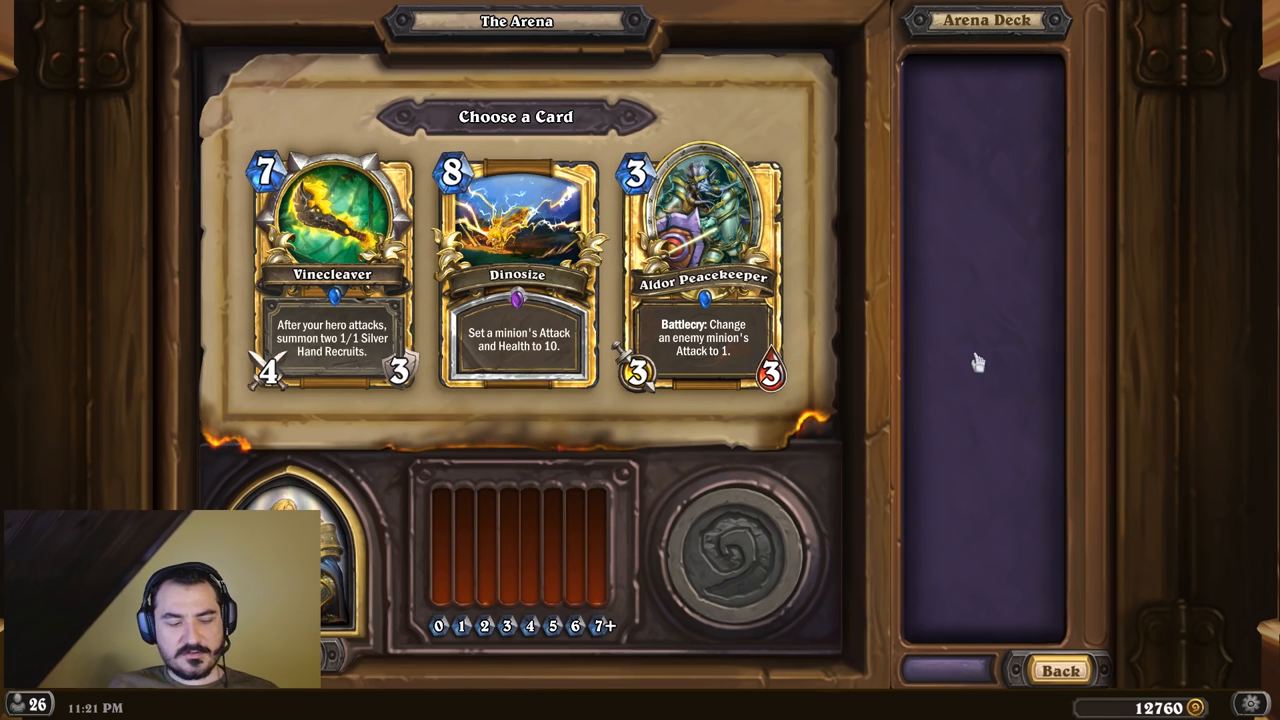 The Arena
Arena Deck
Choose a Card
7
Vinecleaver
After your hero attacks,
summon two 1/1 Silver
Hand Recruits.
4
3
8
Dinosize
Set a minion's Attack
and Health to 10.
3
Aldor Peacekeeper
Battlecry: Change
an enemy minion's
Attack to 1.
3
3
0 1 2 3 4 5 6 7+
Back
26
11:21 PM
12760